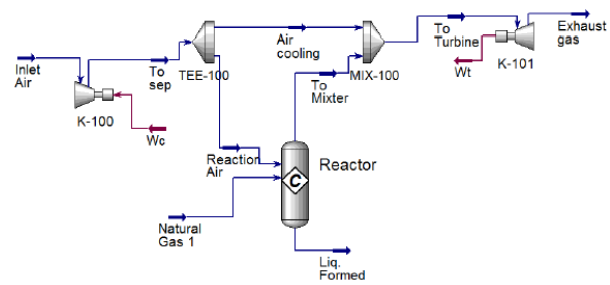 Inlet
Air
K-100
Wc
To
sep
TEE-100
Air
cooling
To
Mixter
MIX-100
To
Turbine
Wt
K-101
Exhaust
gas
Reaction
Air
Reactor
C
Natural
Gas 1
Liq.
Formed